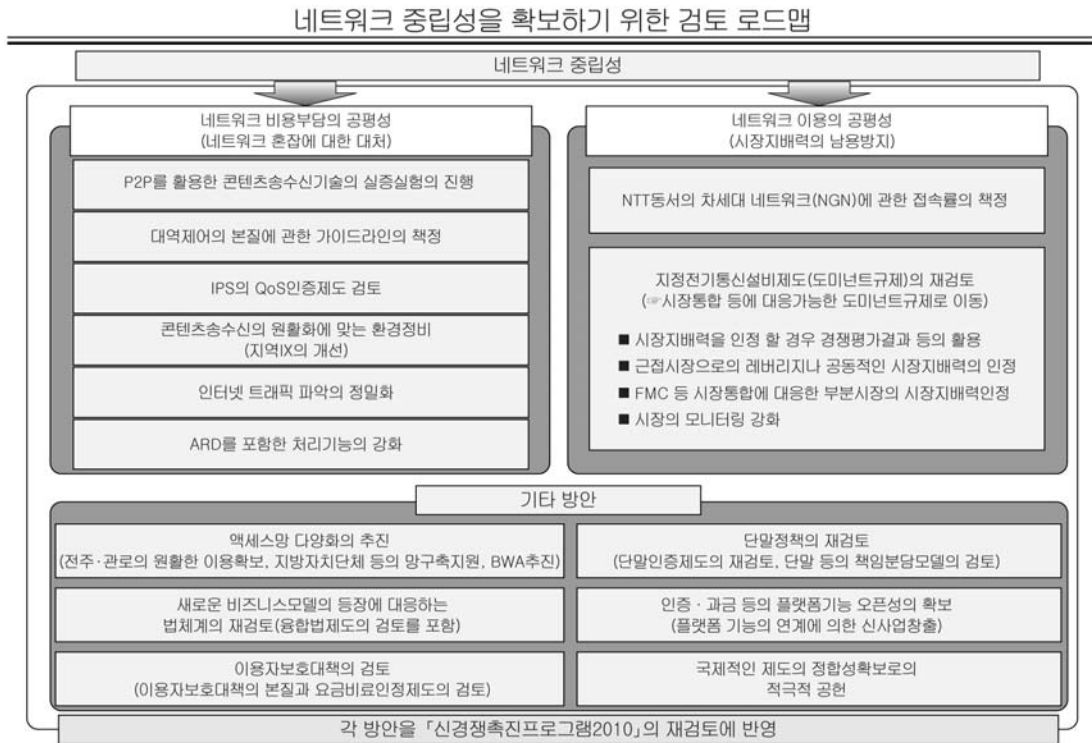 네트워크 중립성을 확보하기 위한 검토 로드맵
네트워크 중립성
네트워크 비용부담의 공평성
(네트워크 혼잡에 대한 대처)
P2P를 활용한 콘텐츠송수신기술의 실증실험의 진행
대역제어의 본질에 관한 가이드라인의 책정
IPS의 QoS인증제도 검토
콘텐츠송수신의 원활화에 맞는 환경정비
(지역IX의 개선)
인터넷 트래픽 파악의 정밀화
ARD를 포함한 처리기능의 강화
네트워크 이용의 공평성
(시장지배력의 남용방지)
NTT동서의 차세대 네트워크(NGN)에 관한 접속률의 책정
지정전기통신설비제도(도미넌트규제)의 재검토
(☞시장통합 등에 대응가능한 도미넌트규제로 이동)
■ 시장지배력을 인정 할 경우 경쟁평가결과 등의 활용
■ 근접시장으로의 레버리지나 공동적인 시장지배력의 인정
■ FMC 등 시장통합에 대응한 부분시장의 시장지배력인정
■ 시장의 모니터링 강화
기타 방안
액세스망 다양화의 추진
(전주·관로의 원활한 이용확보, 지방자치단체 등의 망구축지원, BWA추진)
새로운 비즈니스모델의 등장에 대응하는
법체계의 재검토(융합법제도의 검토를 포함)
이용자보호대책의 검토
(이용자보호대책의 본질과 요금비료인정제도의 검토)
단말정책의 재검토
(단말인증제도의 재검토, 단말 등의 책임분담모델의 검토)
인증·과금 등의 플랫폼기능 오픈성의 확보
(플랫폼 기능의 연계에 의한 신사업창출)
국제적인 제도의 정합성확보로의
적극적 공헌
각 방안을 「신경쟁촉진프로그램2010」의 재검토에 반영